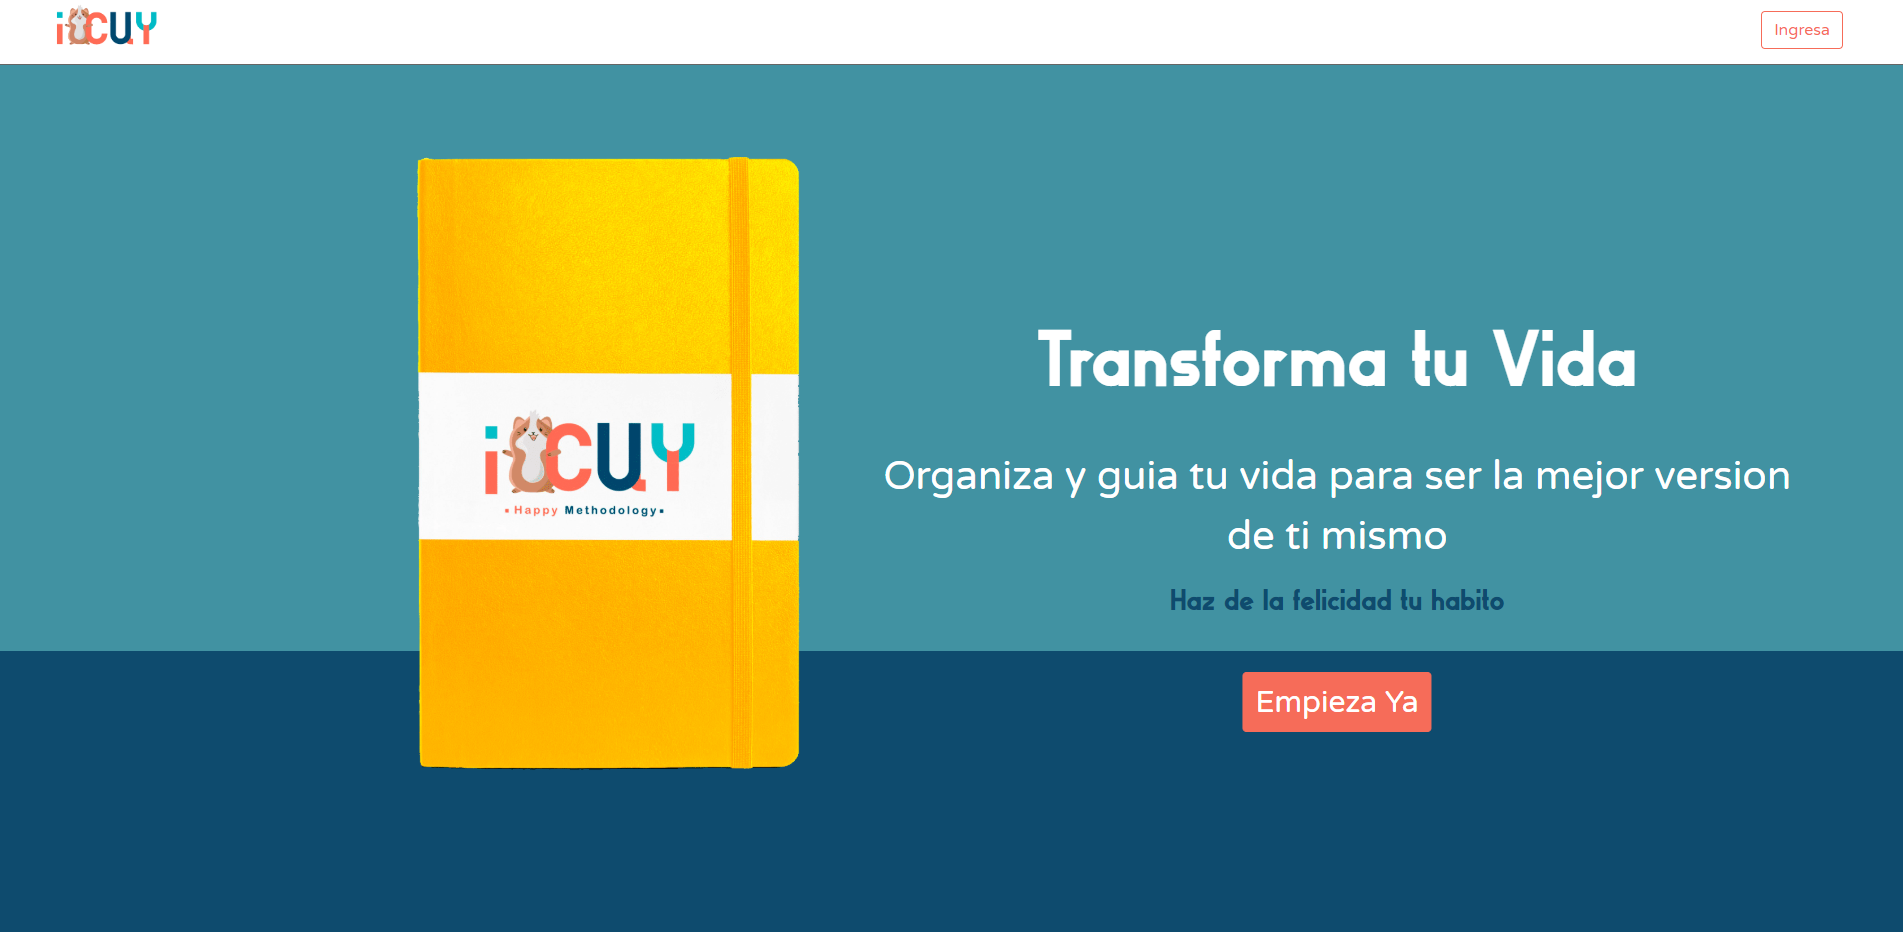 iCUY
Ingresa
Transforma tu Vida
Organiza y guia tu vida para ser la mejor version
de ti mismo
Haz de la felicidad tu habito
Empieza Ya
iCUY
• Happy Methodology •